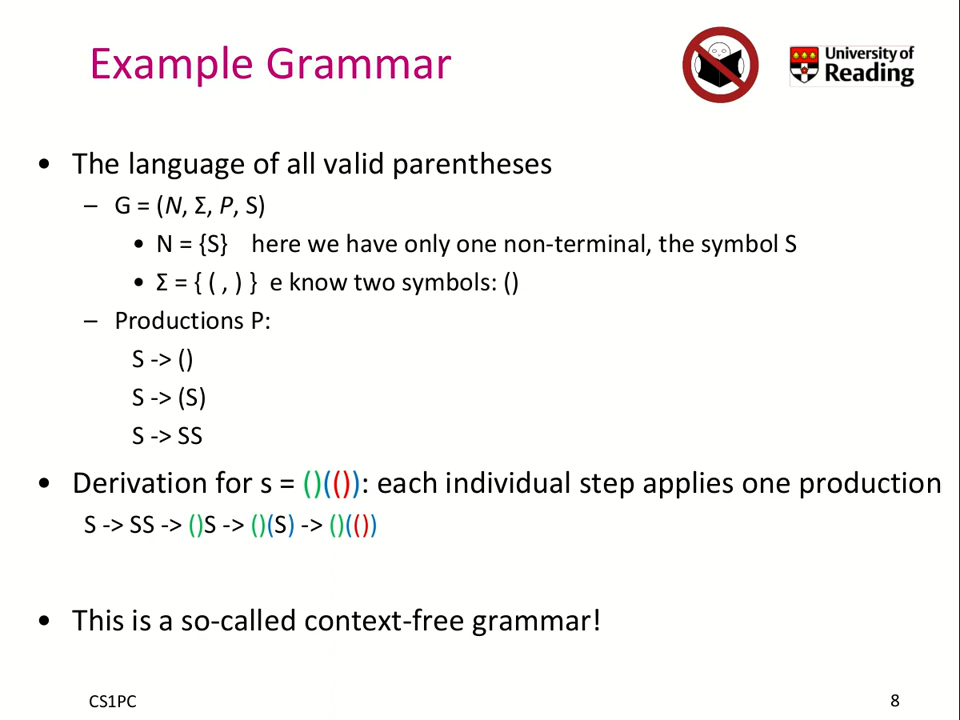 Example Grammar
University of
Reading
• The language of all valid parentheses
– G = (N, Σ, P, S)
• N = {S} here we have only one non-terminal, the symbol S
• Σ = { ( , ) } e know two symbols: ()
– Productions P:
S -> ()
S -> (S)
S -> SS
• Derivation for s = ()(()): each individual step applies one production
S -> SS -> ()S -> ()(S) -> ()(())
• This is a so-called context-free grammar!
CS1PC
8